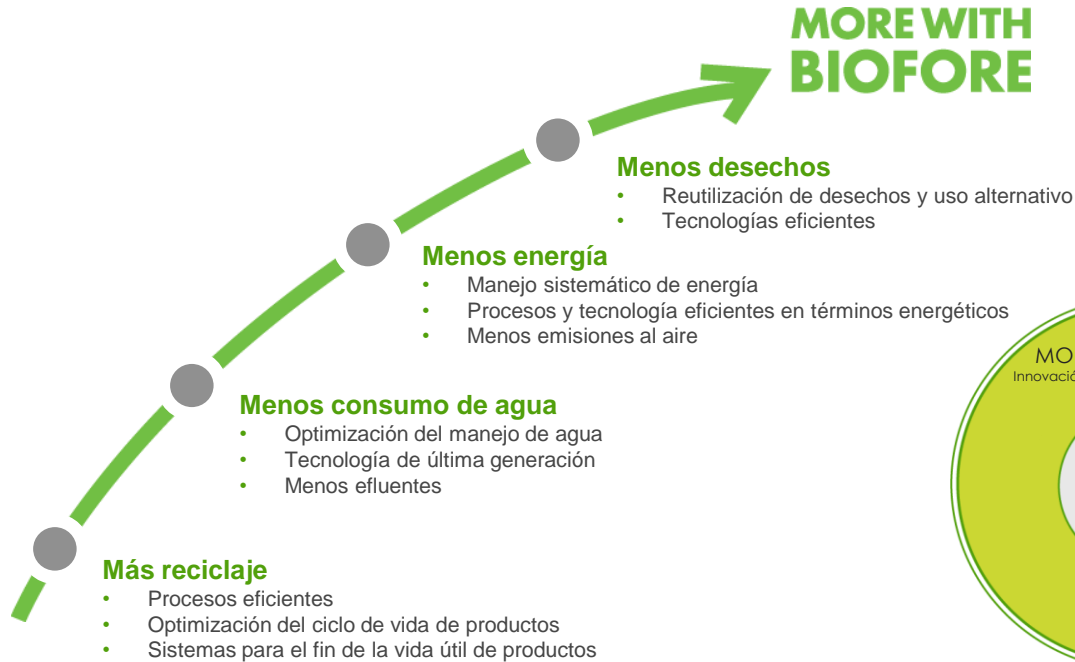 MORE WITH
BIOFORE
Menos desechos
• Reutilización de desechos y uso alternativo
• Tecnologías eficientes
Menos energía
• Manejo sistemático de energía
• Procesos y tecnología eficientes en términos energéticos
• Menos emisiones al aire
MO
Innovació
Menos consumo de agua
• Optimización del manejo de agua
• Tecnología de última generación
• Menos efluentes
Más reciclaje
• Procesos eficientes
• Optimización del ciclo de vida de productos
• Sistemas para el fin de la vida útil de productos